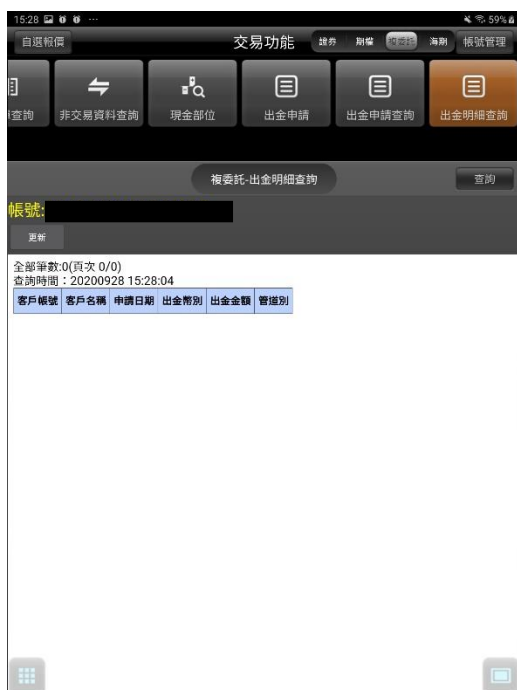 15:28 ··· 59%
自選報價 交易功能 證券 期權 複委託 海期 帳號管理
查詢 非交易資料查詢 現金部位 出金申請 出金申請查詢 出金明細查詢
複委託-出金明細查詢 查詢
帳號:
更新
全部筆數:0(頁次 0/0)
查詢時間：20200928 15:28:04
客戶帳號 客戶名稱 申請日期 出金幣別 出金金額 管道別